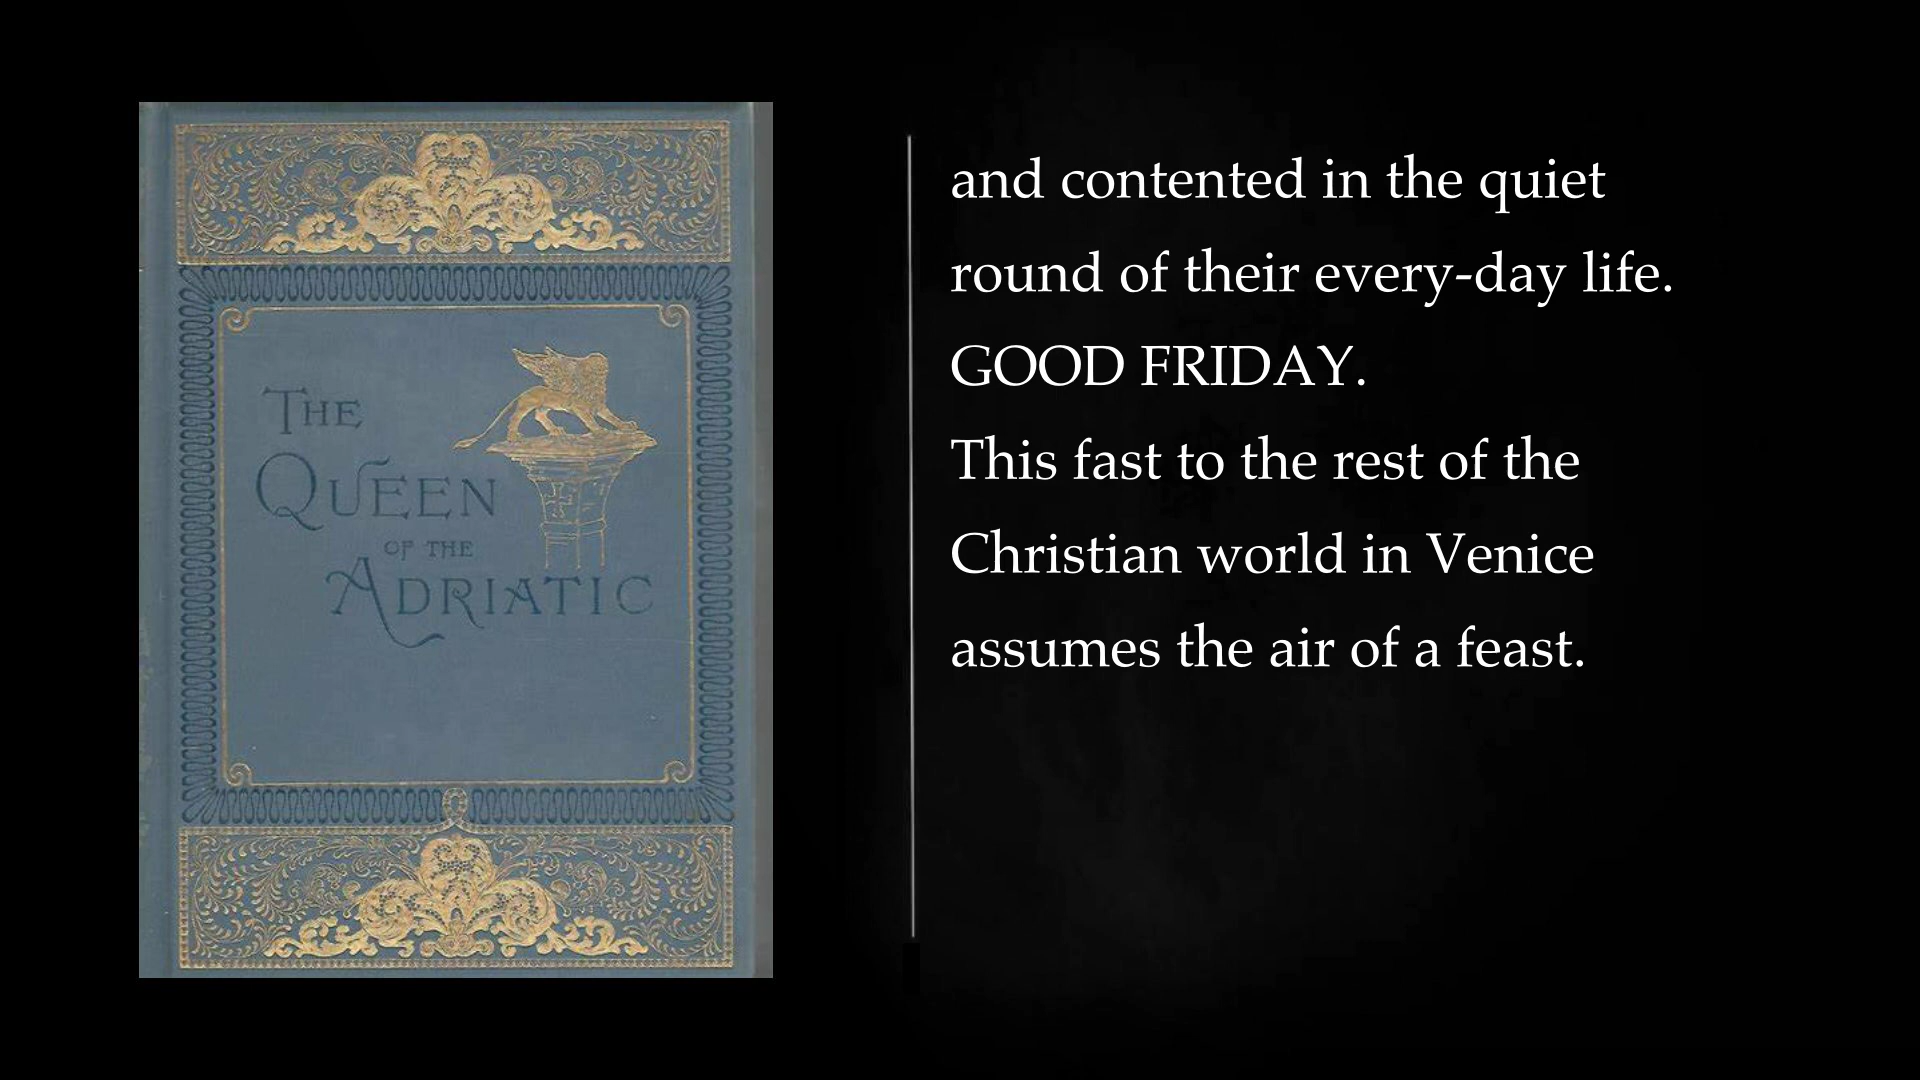 THE
QUEEN
OF THE
ADRIATIC
and contented in the quiet
round of their every-day life.
GOOD FRIDAY.
This fast to the rest of the
Christian world in Venice
assumes the air of a feast.